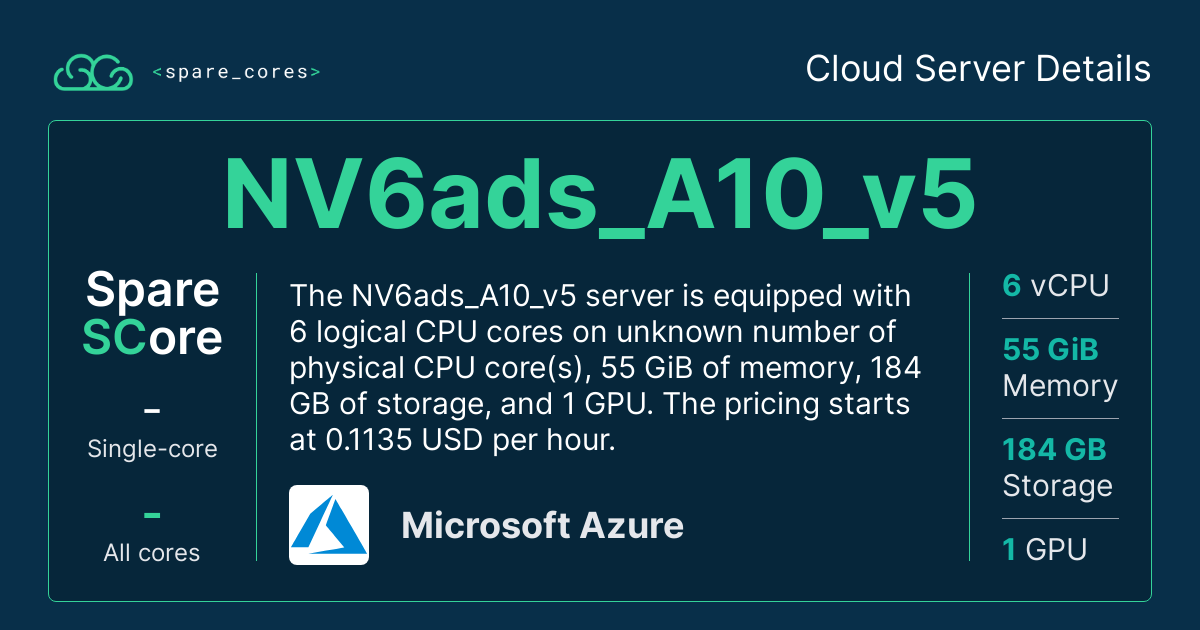 <spare_cores>
Cloud Server Details
NV6ads_A10_v5
Spare
SCore
–
Single-core
–
All cores
The NV6ads_A10_v5 server is equipped with
6 logical CPU cores on unknown number of
physical CPU core(s), 55 GiB of memory, 184
GB of storage, and 1 GPU. The pricing starts
at 0.1135 USD per hour.
Microsoft Azure
6 vCPU
55 GiB
Memory
184 GB
Storage
1 GPU